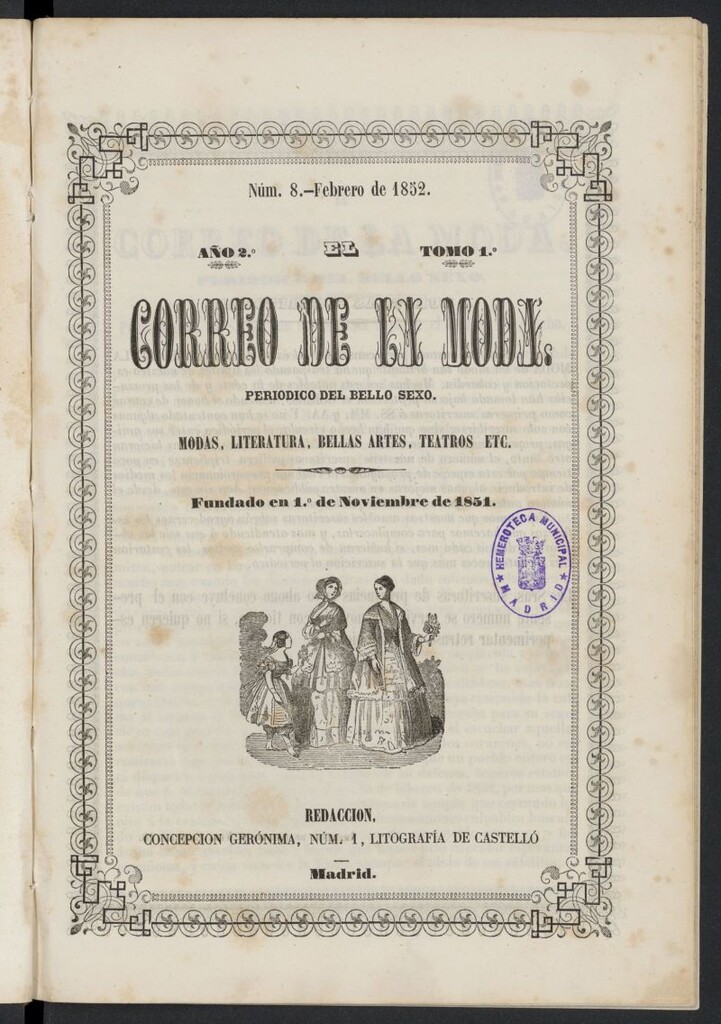 Núm. 8.—Febrero de 1852.
AÑO 2.º EL TOMO 1.º
CORREO DE LA MODA.
PERIODICO DEL BELLO SEXO.
MODAS, LITERATURA, BELLAS ARTES, TEATROS ETC.
Fundado en 1.º de Noviembre de 1851.
HEMEROTECA MUNICIPAL
MADRID
REDACCION,
CONCEPCION GERÓNIMA, NÚM. 1, LITOGRAFÍA DE CASTELLÓ
Madrid.